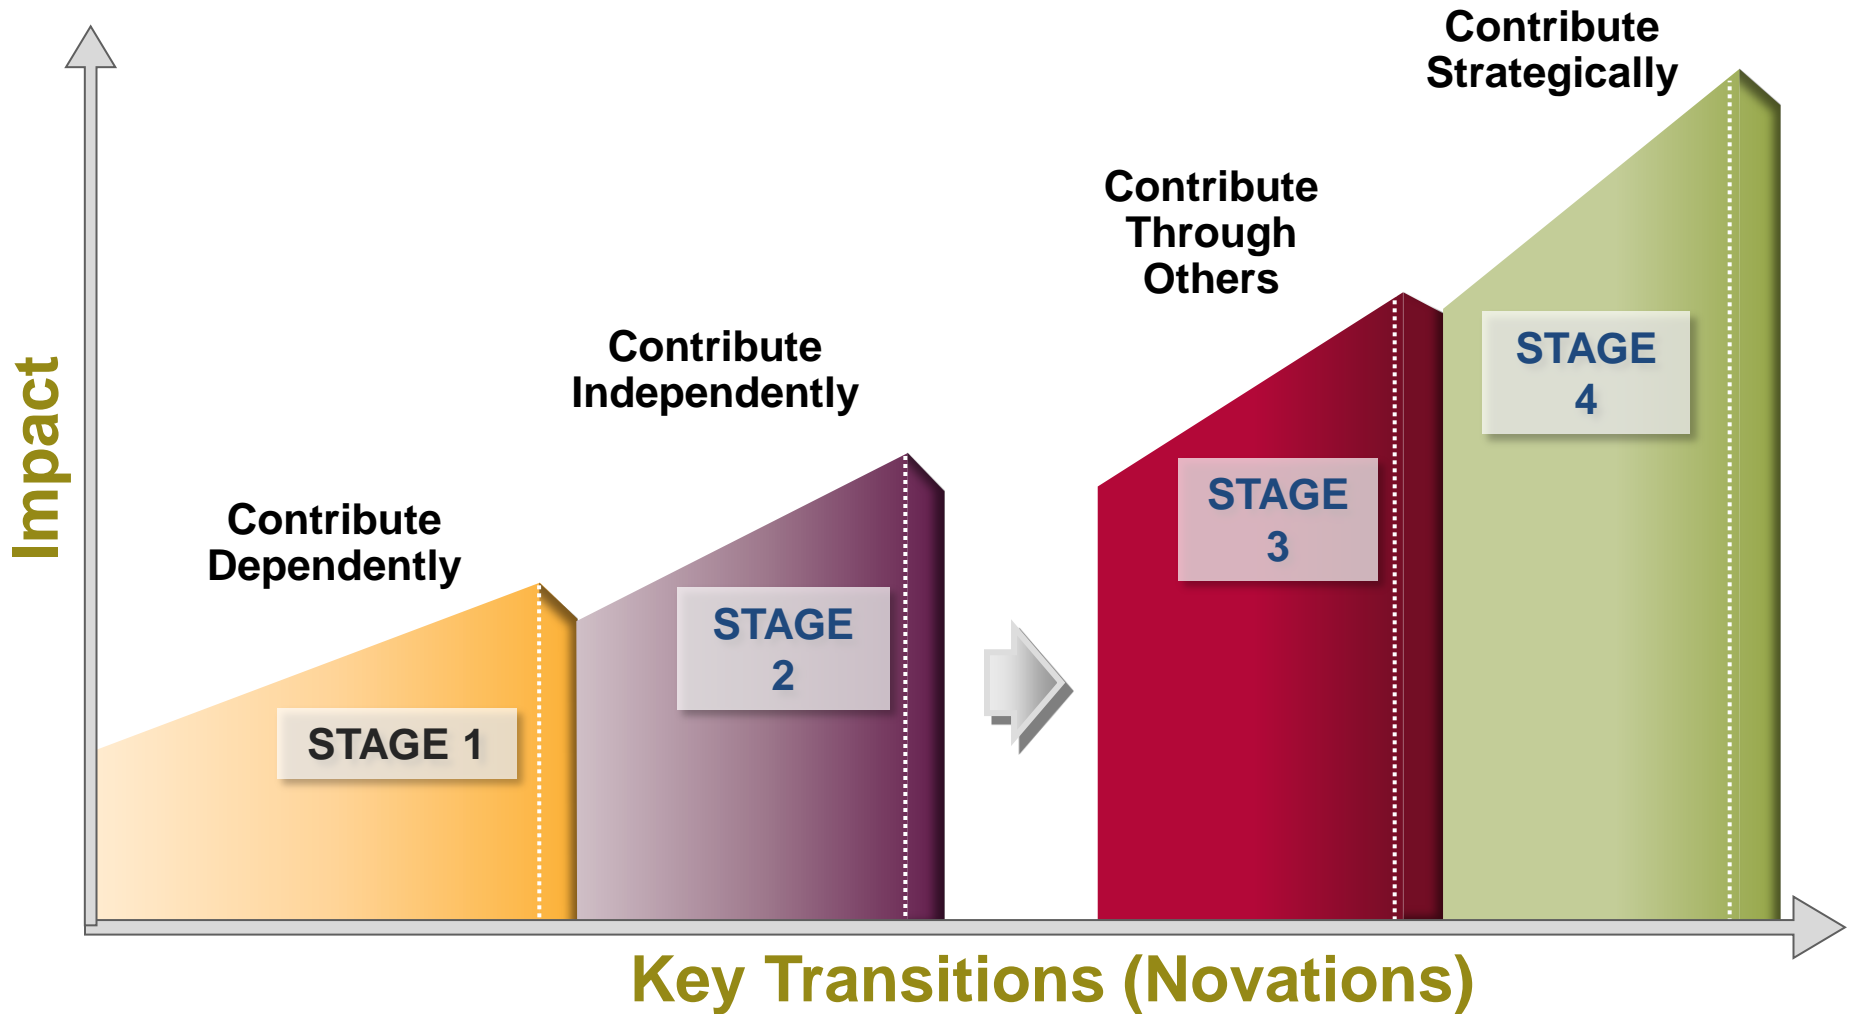 Contribute
Strategically
Contribute
Through
Others
Contribute
Independently
Contribute
Dependently
STAGE
4
STAGE
3
STAGE
2
STAGE 1
Impact
Key Transitions (Novations)